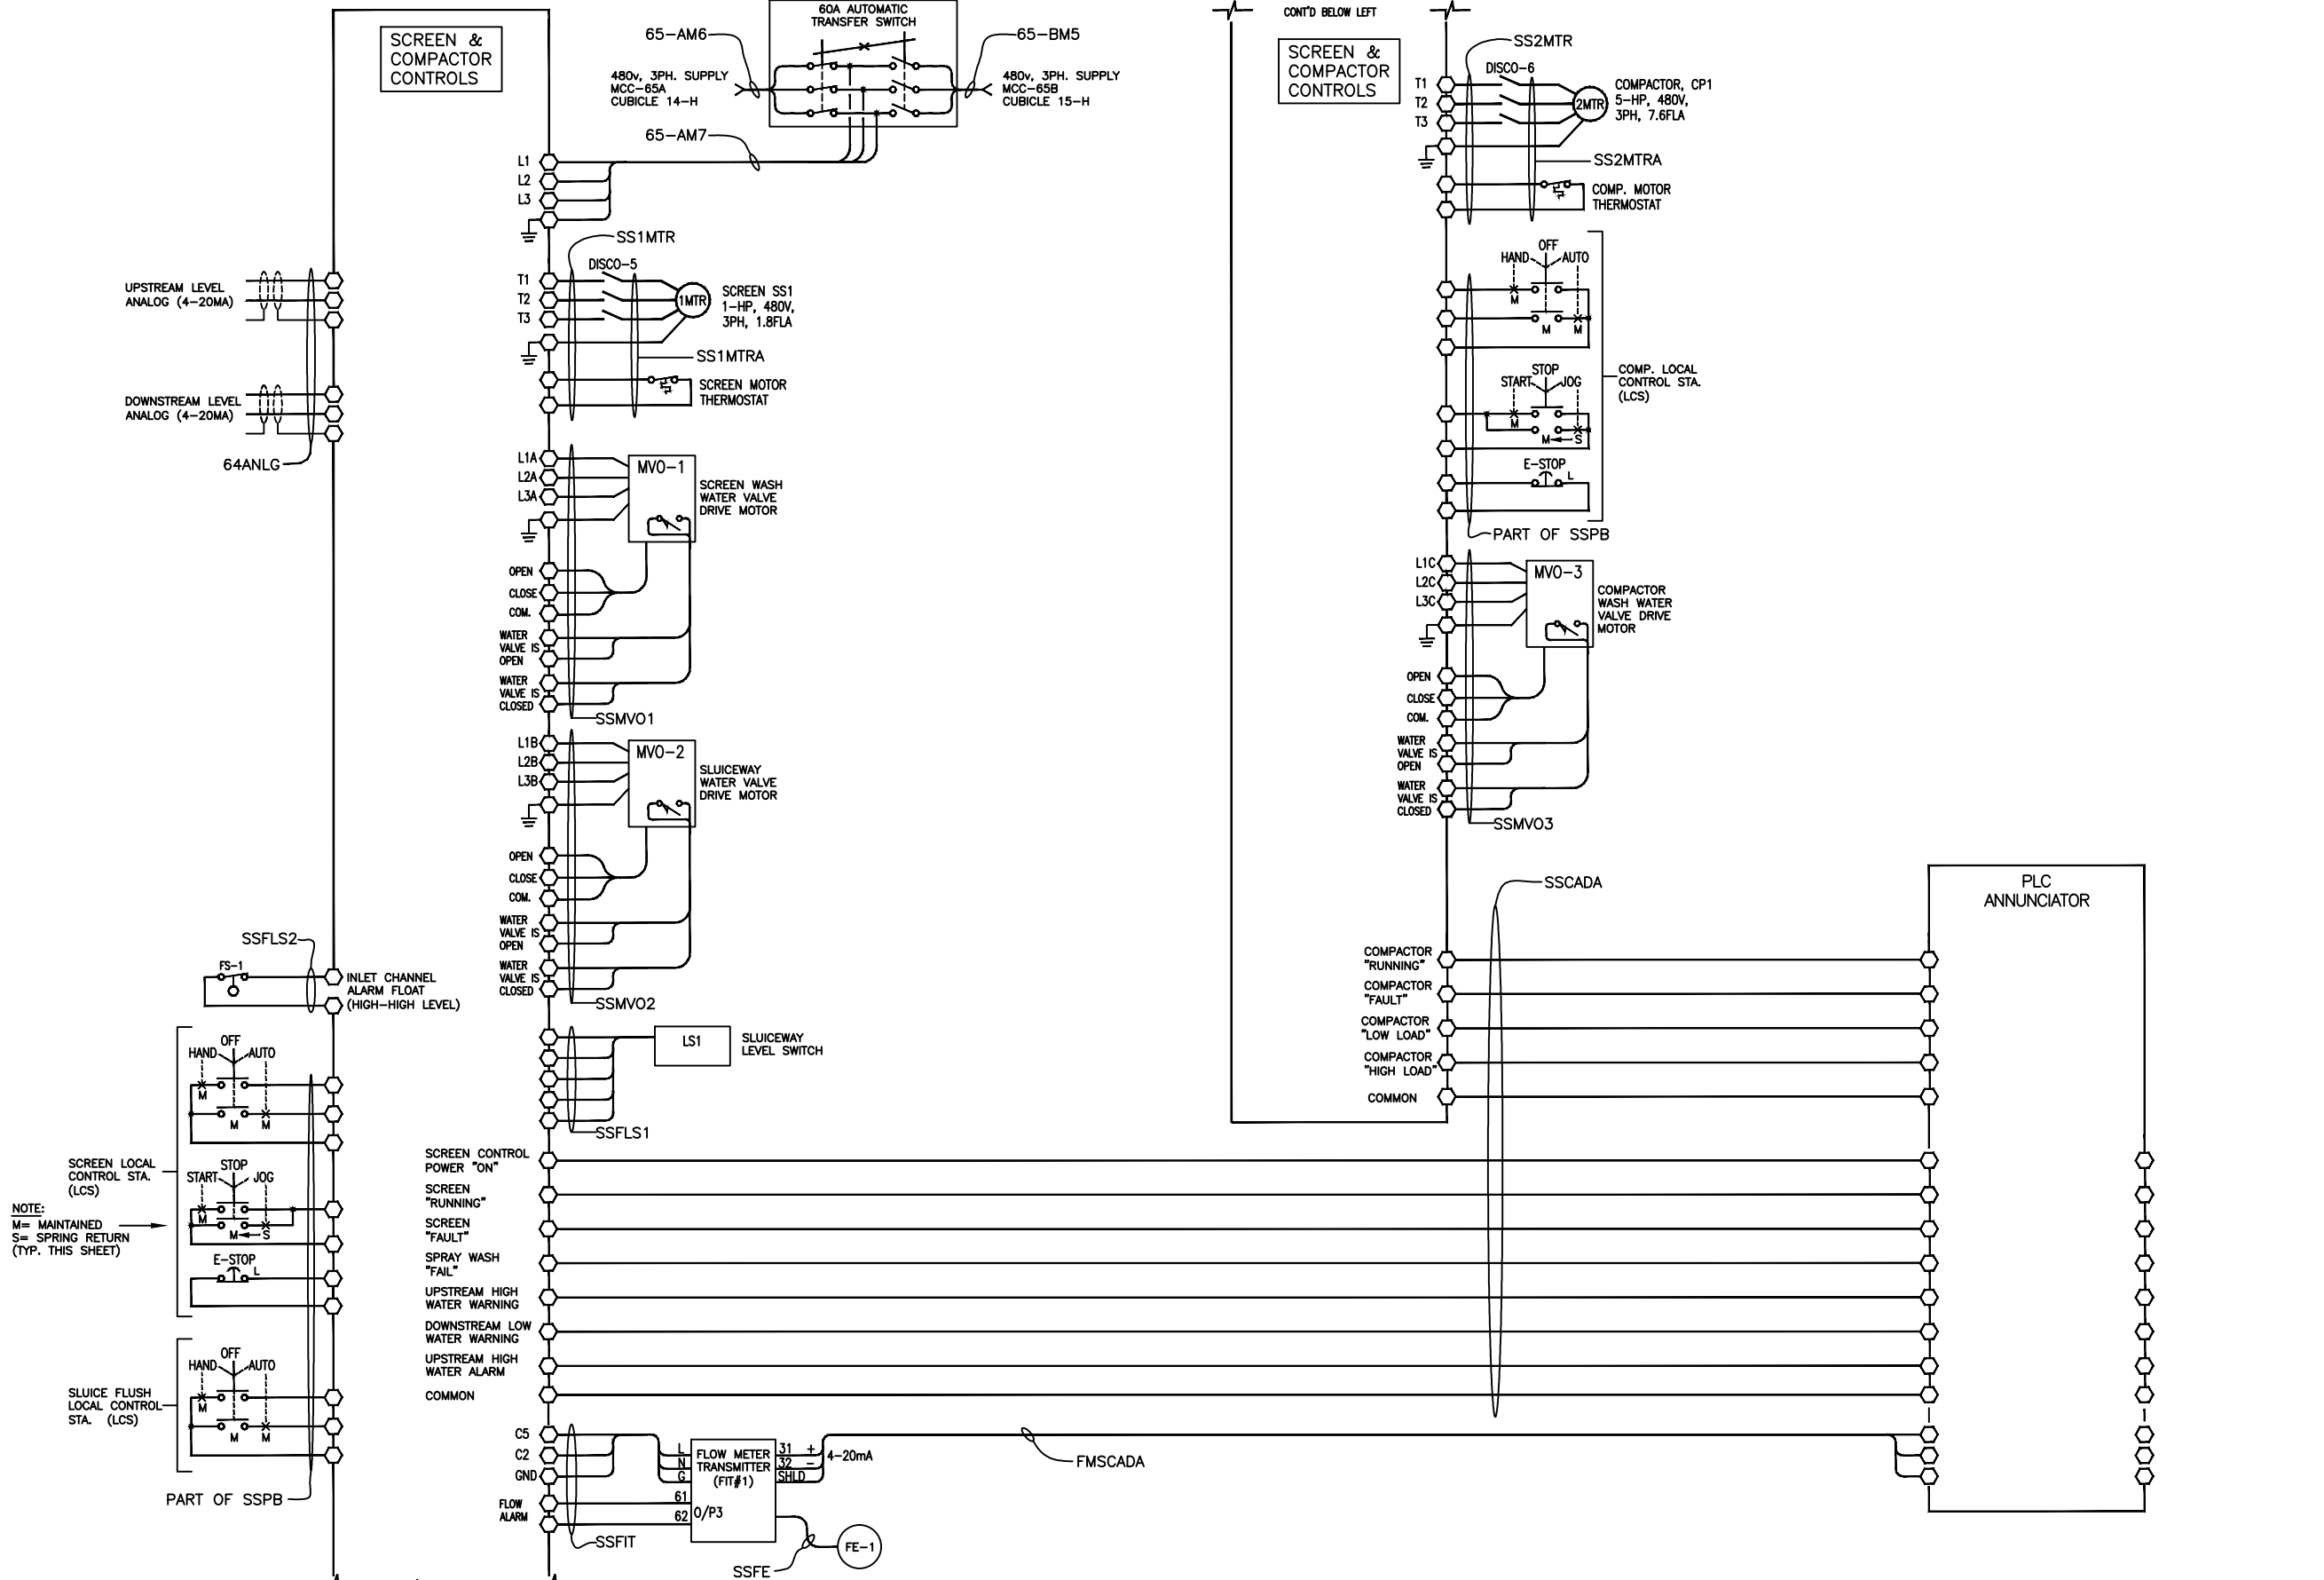 SCREEN &
COMPACTOR
CONTROLS
60A AUTOMATIC
TRANSFER SWITCH
65-AM6
65-BM5
480v, 3PH. SUPPLY
MCC-65A
CUBICLE 14-H
480v, 3PH. SUPPLY
MCC-65B
CUBICLE 15-H
65-AM7
L1
L2
L3
SS1MTR
DISCO-5
T1
T2
T3
1MTR
SCREEN SS1
1-HP, 480V,
3PH, 1.8FLA
SS1MTRA
SCREEN MOTOR
THERMOSTAT
UPSTREAM LEVEL
ANALOG (4-20MA)
DOWNSTREAM LEVEL
ANALOG (4-20MA)
64ANLG
L1A
L2A
L3A
MVO-1
SCREEN WASH
WATER VALVE
DRIVE MOTOR
OPEN
CLOSE
COM.
WATER
VALVE IS
OPEN
WATER
VALVE IS
CLOSED
SSMVO1
L1B
L2B
L3B
MVO-2
SLUICEWAY
WATER VALVE
DRIVE MOTOR
OPEN
CLOSE
COM.
WATER
VALVE IS
OPEN
WATER
VALVE IS
CLOSED
SSMVO2
SSFLS2
FS-1
INLET CHANNEL
ALARM FLOAT
(HIGH-HIGH LEVEL)
LS1
SLUICEWAY
LEVEL SWITCH
SSFLS1
OFF
HAND AUTO
M
M M
SCREEN LOCAL
CONTROL STA.
(LCS)
STOP
START JOG
M
M S
E-STOP
L
NOTE:
M= MAINTAINED
S= SPRING RETURN
(TYP. THIS SHEET)
SLUICE FLUSH
LOCAL CONTROL
STA. (LCS)
OFF
HAND AUTO
M
M M
PART OF SSPB
SCREEN CONTROL
POWER "ON"
SCREEN
"RUNNING"
SCREEN
"FAULT"
SPRAY WASH
"FAIL"
UPSTREAM HIGH
WATER WARNING
DOWNSTREAM LOW
WATER WARNING
UPSTREAM HIGH
WATER ALARM
COMMON
C5
C2
GND
FLOW
ALARM
L
N
G
61
62
FLOW METER
TRANSMITTER
(FIT#1)
O/P3
31 +
32 -
SHLD
4-20mA
SSFIT
SSFE
FE-1
FMSCADA
CONT'D BELOW LEFT
SCREEN &
COMPACTOR
CONTROLS
SS2MTR
DISCO-6
T1
T2
T3
2MTR
COMPACTOR, CP1
5-HP, 480V,
3PH, 7.6FLA
SS2MTRA
COMP. MOTOR
THERMOSTAT
OFF
HAND AUTO
M
M M
STOP
START JOG
M
M S
E-STOP
L
COMP. LOCAL
CONTROL STA.
(LCS)
PART OF SSPB
L1C
L2C
L3C
MVO-3
COMPACTOR
WASH WATER
VALVE DRIVE
MOTOR
OPEN
CLOSE
COM.
WATER
VALVE IS
OPEN
WATER
VALVE IS
CLOSED
SSMVO3
SSCADA
PLC
ANNUNCIATOR
COMPACTOR
"RUNNING"
COMPACTOR
"FAULT"
COMPACTOR
"LOW LOAD"
COMPACTOR
"HIGH LOAD"
COMMON